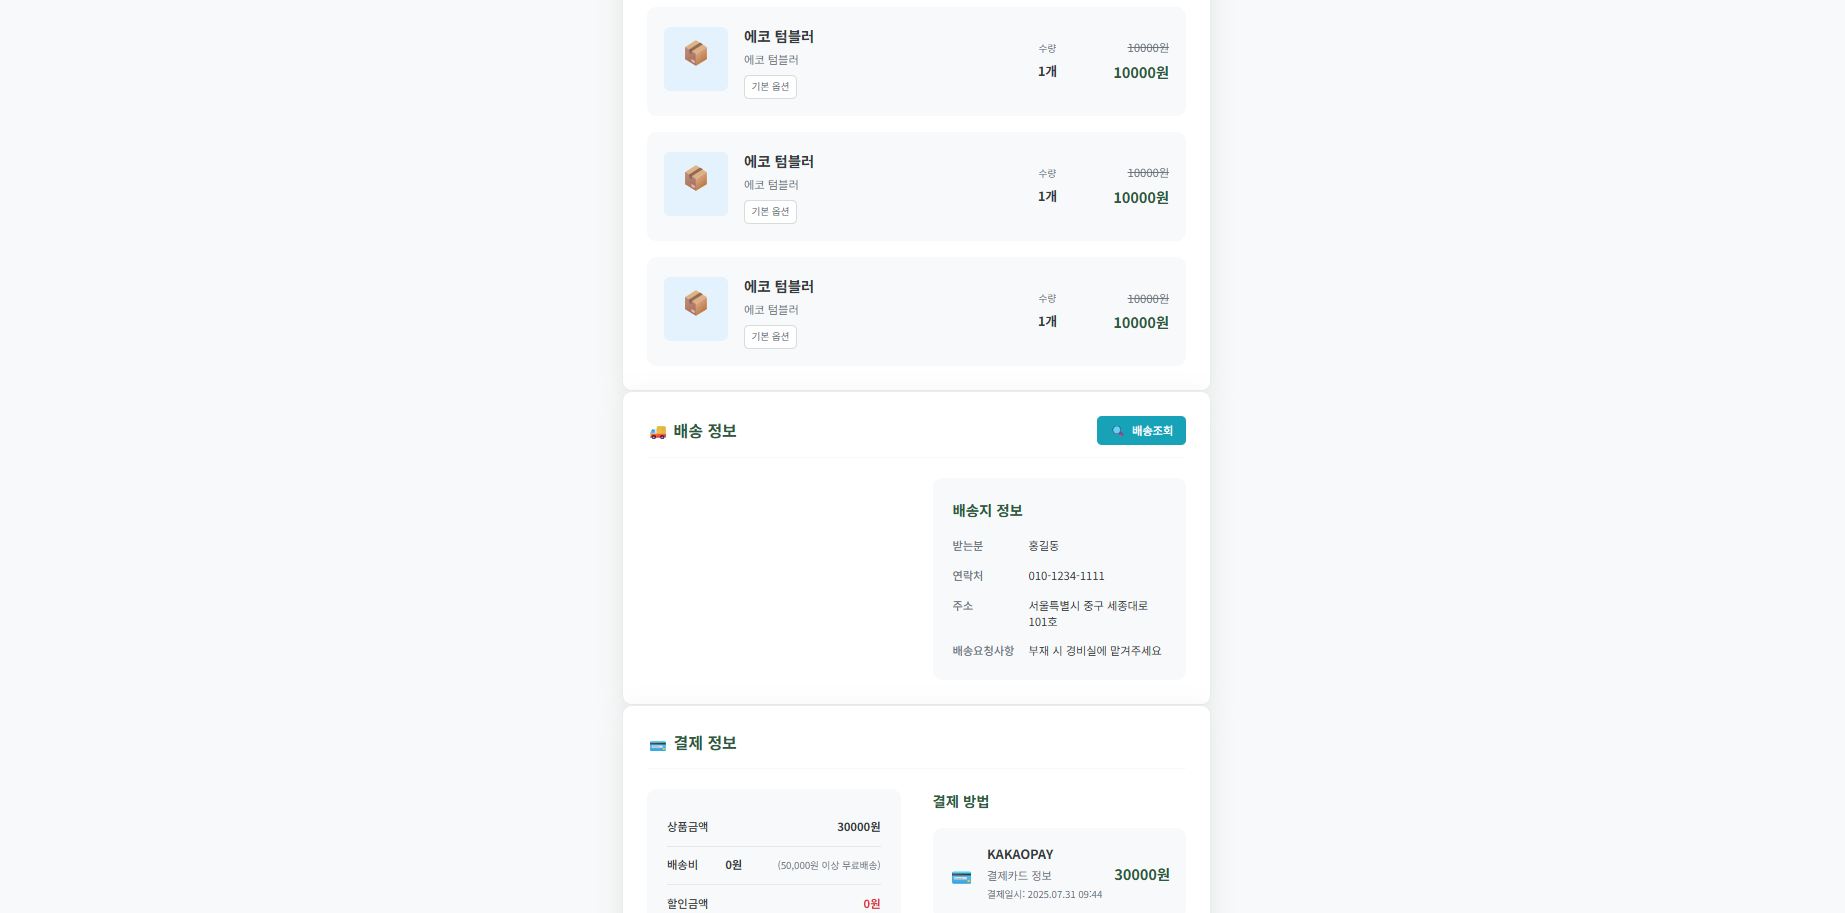 에코 텀블러
에코 텀블러
기본 옵션
수량
1개
10000원
10000원
에코 텀블러
에코 텀블러
기본 옵션
수량
1개
10000원
10000원
에코 텀블러
에코 텀블러
기본 옵션
수량
1개
10000원
10000원
배송 정보
배송조회
배송지 정보
받는분 홍길동
연락처 010-1234-1111
주소 서울특별시 중구 세종대로
101호
배송요청사항 부재 시 경비실에 맡겨주세요
결제 정보
상품금액 30000원
배송비 0원 (50,000원 이상 무료배송)
할인금액 0원
결제 방법
KAKAOPAY
결제카드 정보
결제일시: 2025.07.31 09:44
30000원